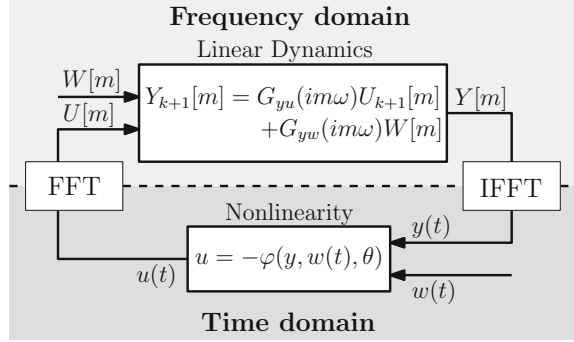 Frequency domain
Linear Dynamics
W[m]
U[m]
Y_{k+1}[m] = G_{yu}(imω)U_{k+1}[m]
+G_{yw}(imω)W[m]
Y[m]
FFT
IFFT
Nonlinearity
y(t)
u = −φ(y, w(t), θ)
u(t)
w(t)
Time domain